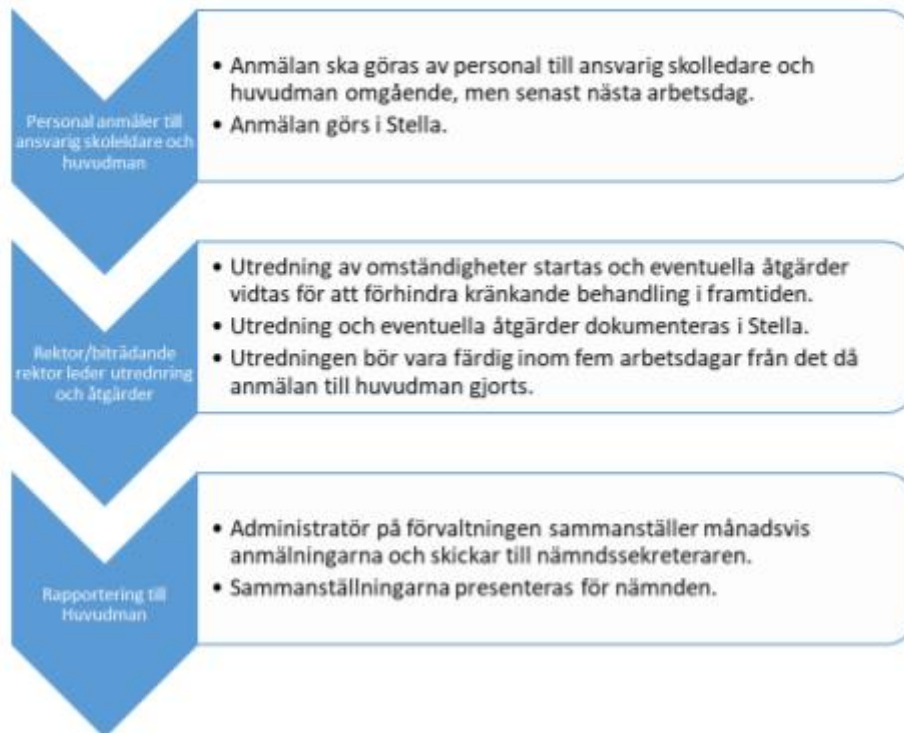 Personal anmäler till
ansvarig skoleldare och
huvudman
• Anmälan ska göras av personal till ansvarig skolledare och
huvudman omgående, men senast nästa arbetsdag.
• Anmälan görs i Stella.
Rektor/biträdande
rektor leder utrednring
och åtgärder
• Utredning av omständigheter startas och eventuella åtgärder
vidtas för att förhindra kränkande behandling i framtiden.
• Utredning och eventuella åtgärder dokumenteras i Stella.
• Utredningen bör vara färdig inom fem arbetsdagar från det då
anmälan till huvudman gjorts.
Rapportering till
Huvudman
• Administratör på förvaltningen sammanställer månadsvis
anmälningarna och skickar till nämndssekreteraren.
• Sammanställningarna presenteras för nämnden.